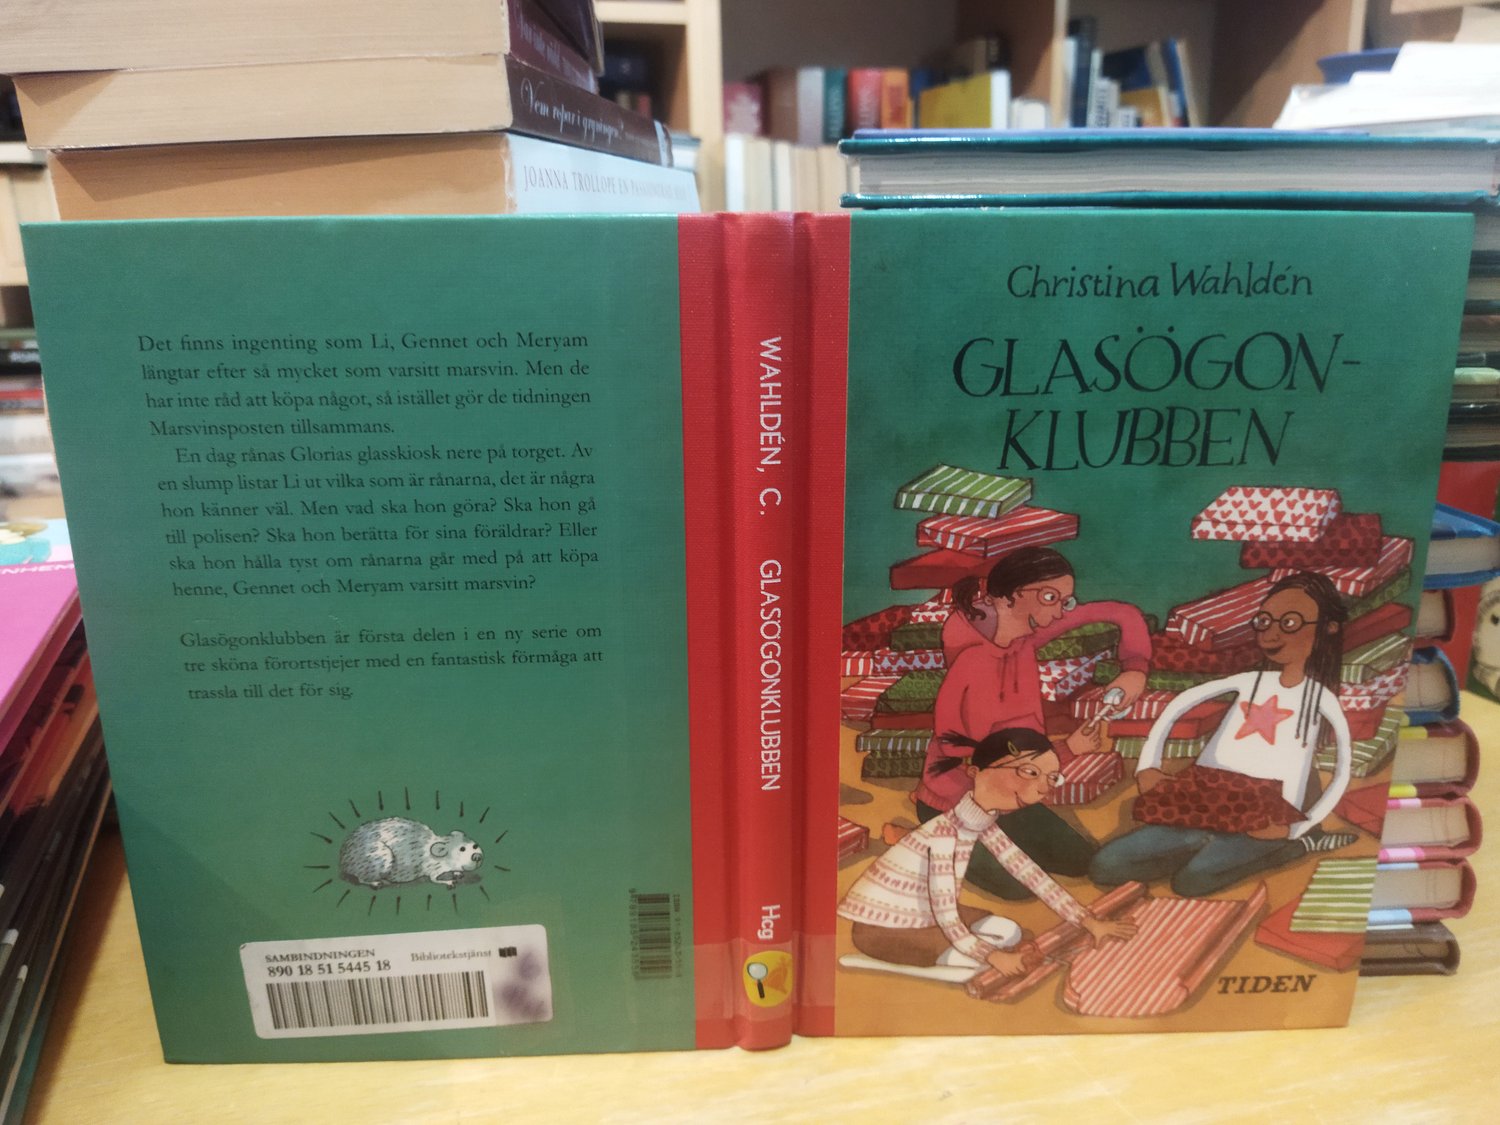 Vem ropar i gryningen?
JOANNA TROLLOPE EN
Det finns ingenting som Li, Gennet och Meryam
längtar efter så mycket som varsitt marsvin. Men de
har inte råd att köpa något, så istället gör de tidningen
Marsvinsposten tillsammans.
En dag rånas Glorias glasskiosk nere på torget. Av
en slump listar Li ut vilka som är rånarna, det är några
hon känner väl. Men vad ska hon göra? Ska hon gå
till polisen? Ska hon berätta för sina föräldrar? Eller
ska hon hålla tyst om rånarna går med på att köpa
henne, Gennet och Meryam varsitt marsvin?
Glasögonklubben är första delen i en ny serie om
tre sköna förortstjejer med en fantastisk förmåga att
trassla till det för sig.
SAMBINDNINGEN Bibliotekstjänst
890 18 51 5445 18
WAHLDÉN, C. GLASÖGONKLUBBEN
Hcg
Christina Wahldén
GLASÖGON-
KLUBBEN
TIDEN